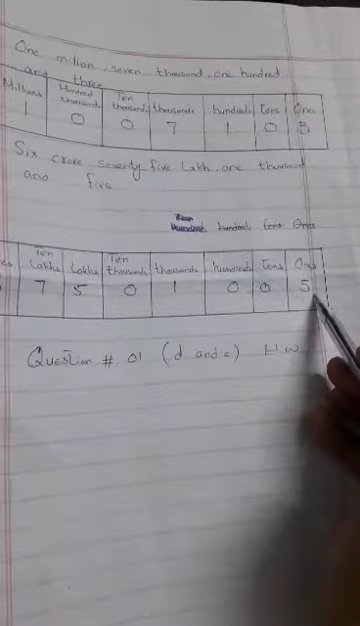 One million, seven thousand, one hundred
and three
Millions Hundred thousands Ten thousands thousands hundreds Tens Ones
1 0 0 7 1 0 3
Six crore, seventy-five Lakh, one thousand
and five
hundred tens Ones
Ten Lakhs Lakhs Ten thousands thousands hundreds Tens Ones
7 5 0 1 0 0 5
Question # 01 (d and e) H W